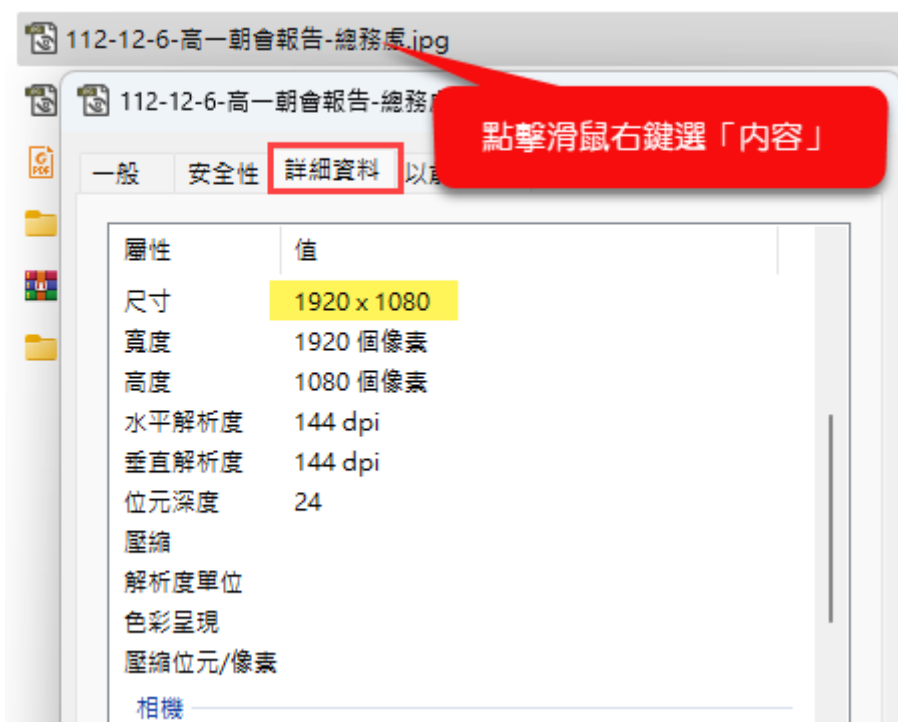 112-12-6-高一朝會報告-總務處.jpg
112-12-6-高一朝會報告-總務
點擊滑鼠右鍵選「內容」
一般 安全性 詳細資料 以前
屬性 值
尺寸 1920 x 1080
寬度 1920 個像素
高度 1080 個像素
水平解析度 144 dpi
垂直解析度 144 dpi
位元深度 24
壓縮
解析度單位
色彩呈現
壓縮位元/像素
相機